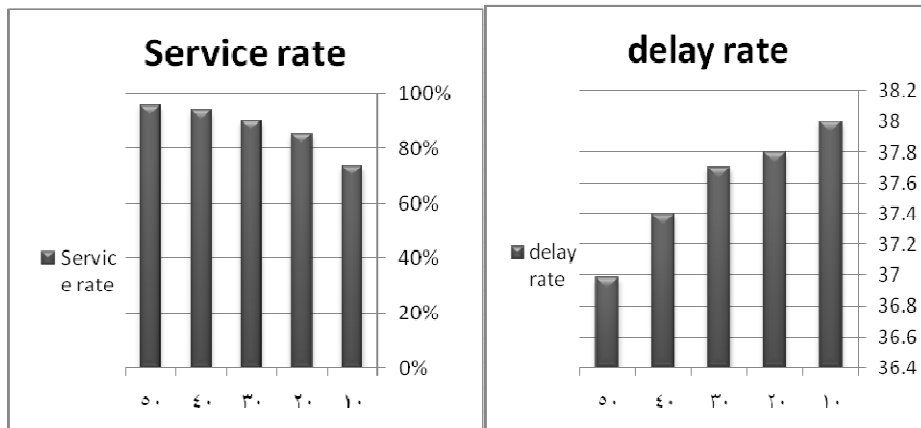 Service rate
100%
80%
60%
40%
20%
0%
Servic
e rate
٥٠ ٤٠ ٣٠ ٢٠ ١٠
delay rate
38.2
38
37.8
37.6
37.4
37.2
37
36.8
36.6
36.4
delay
rate
٥٠ ٤٠ ٣٠ ٢٠ ١٠